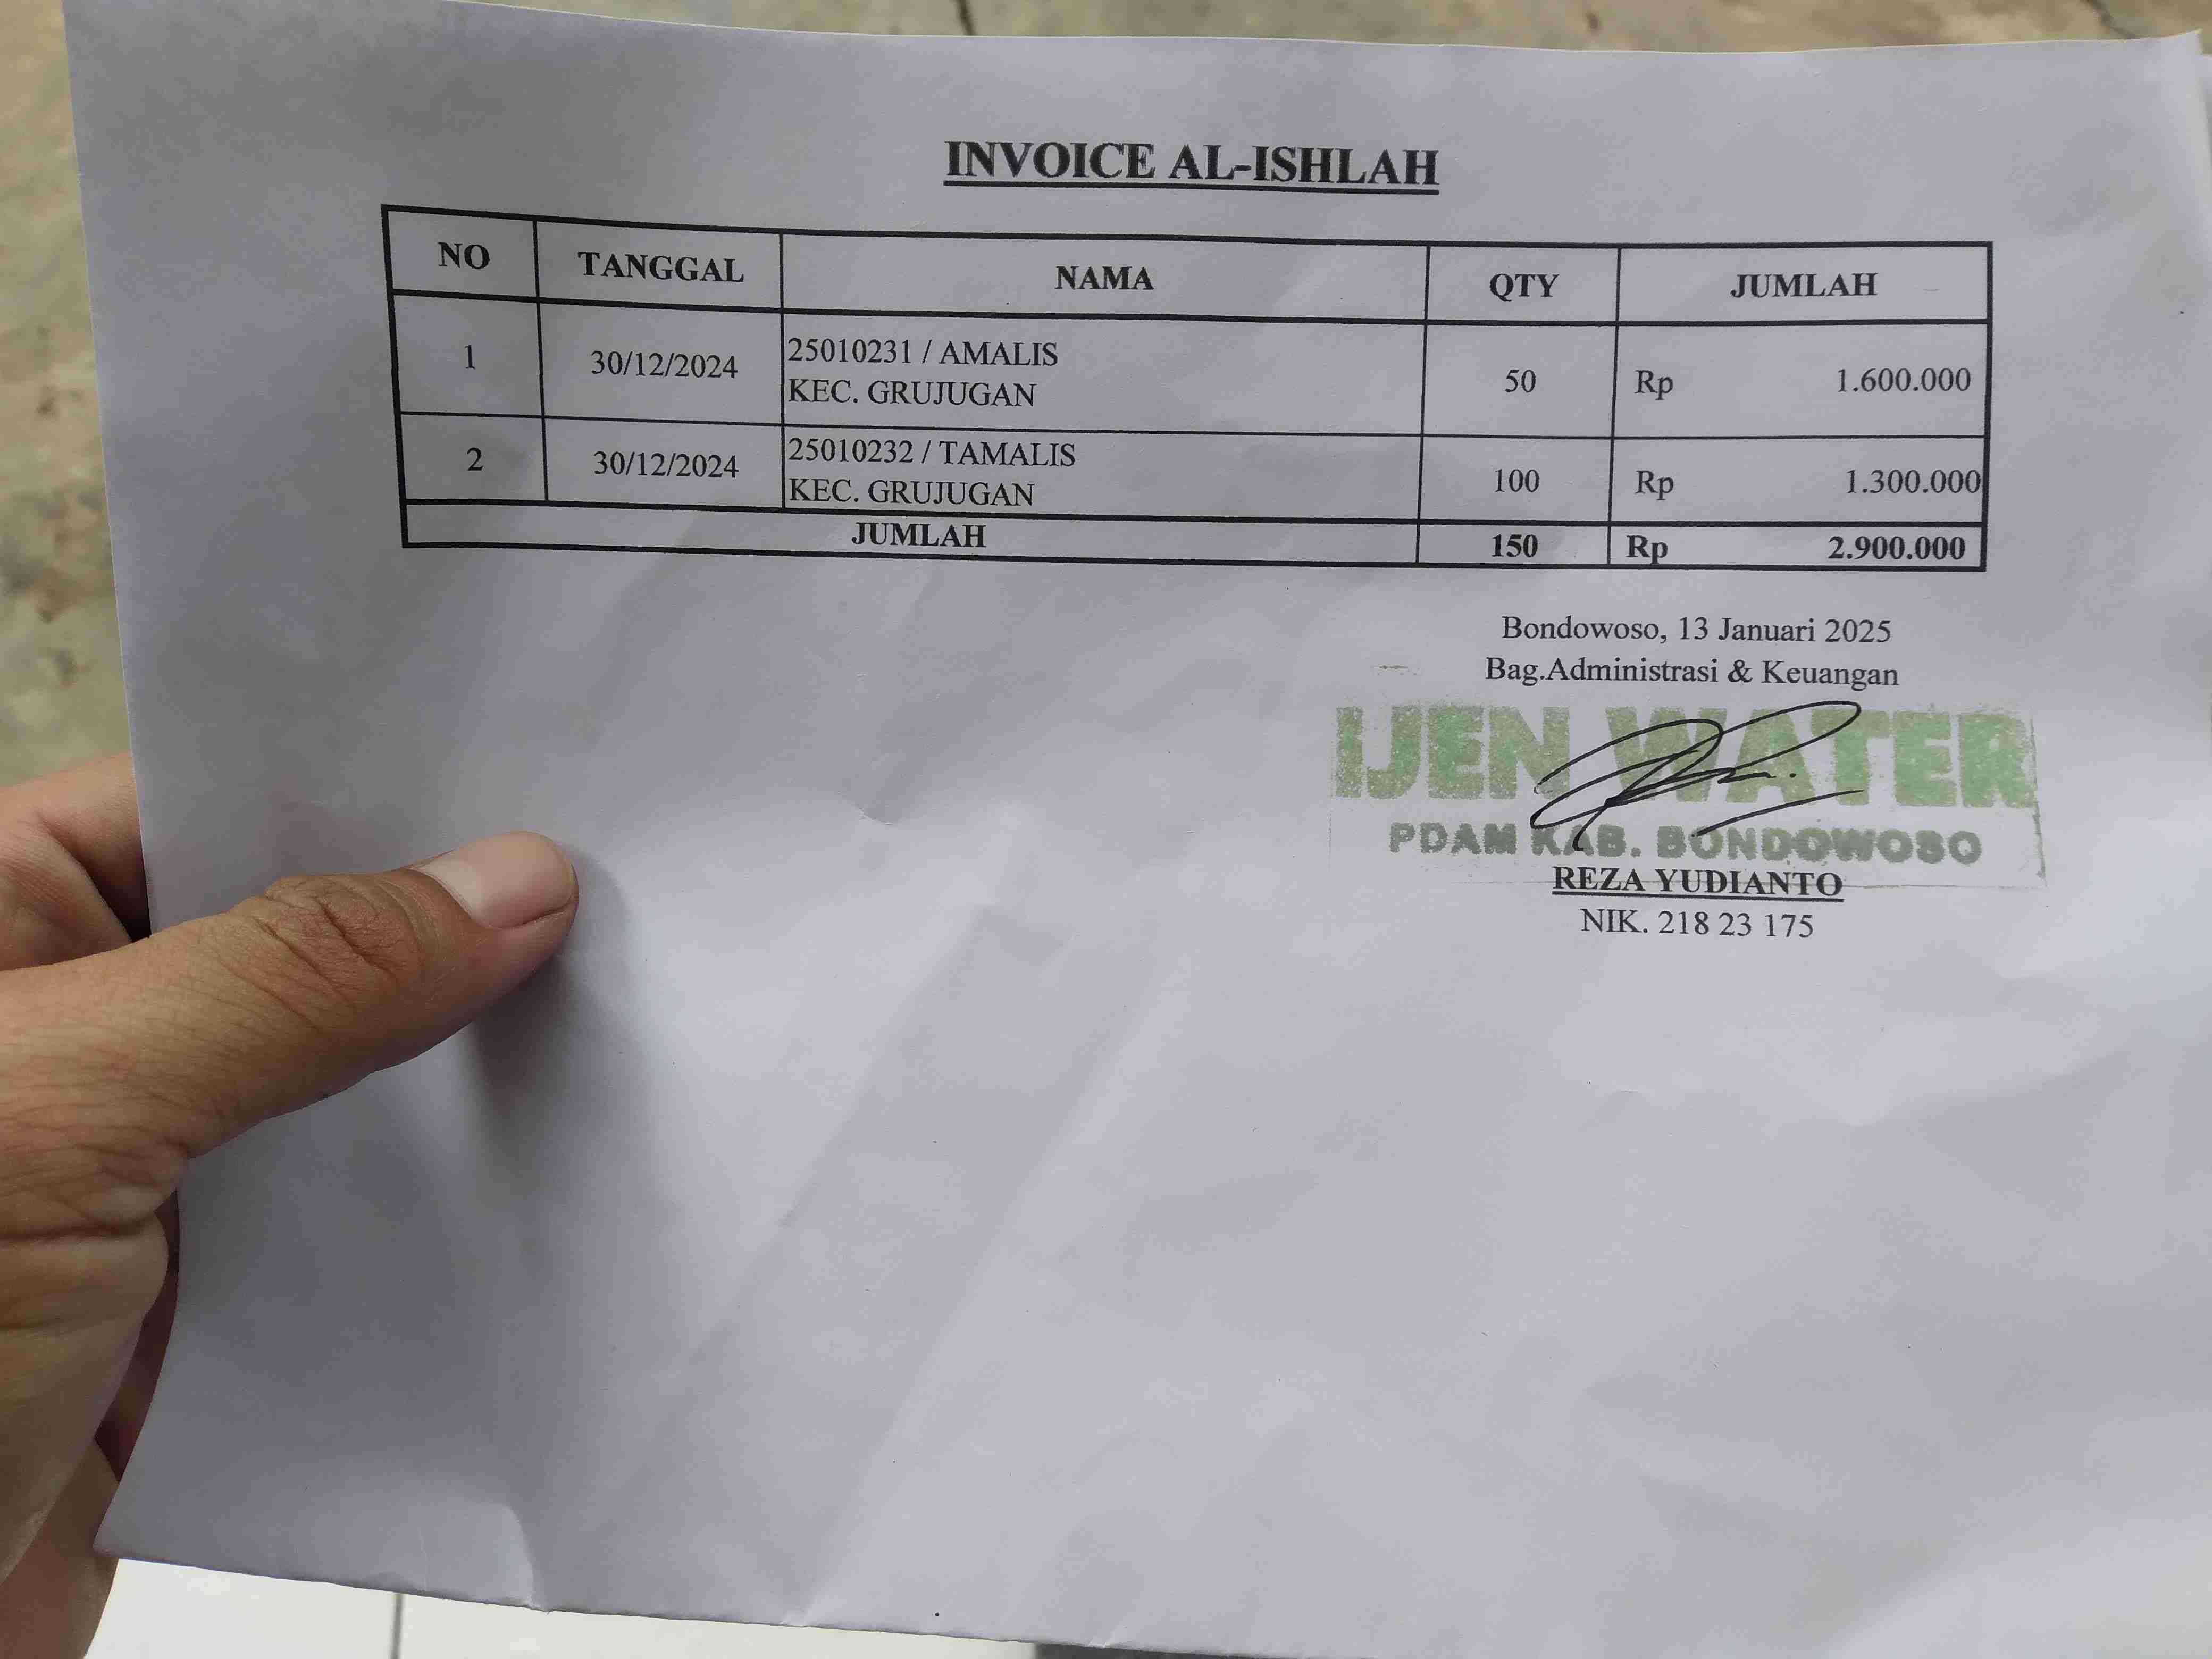 INVOICE AL-ISHLAH
NO TANGGAL NAMA QTY JUMLAH
1 30/12/2024 25010231 / AMALIS
KEC. GRUJUGAN 50 Rp 1.600.000
2 30/12/2024 25010232 / TAMALIS
KEC. GRUJUGAN 100 Rp 1.300.000
JUMLAH 150 Rp 2.900.000
Bondowoso, 13 Januari 2025
Bag.Administrasi & Keuangan
IJEN WATER
PDAM KAB. BONDOWOSO
REZA YUDIANTO
NIK. 218 23 175